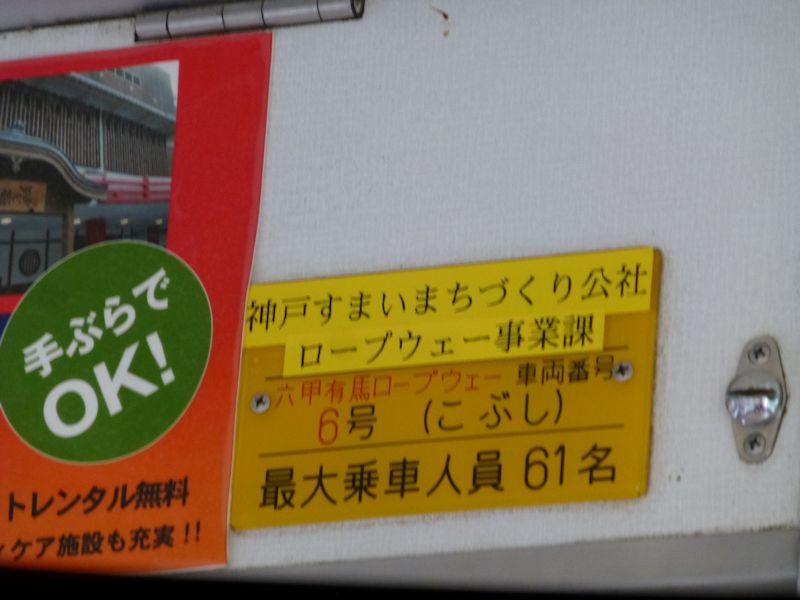 手ぶらで
OK!
トレンタル無料
ケア施設も充実!!
神戸すまいまちづくり公社
ロープウェー事業課
六甲有馬ロープウェー 車両番号
6号 (こぶし)
最大乗車人員 61名